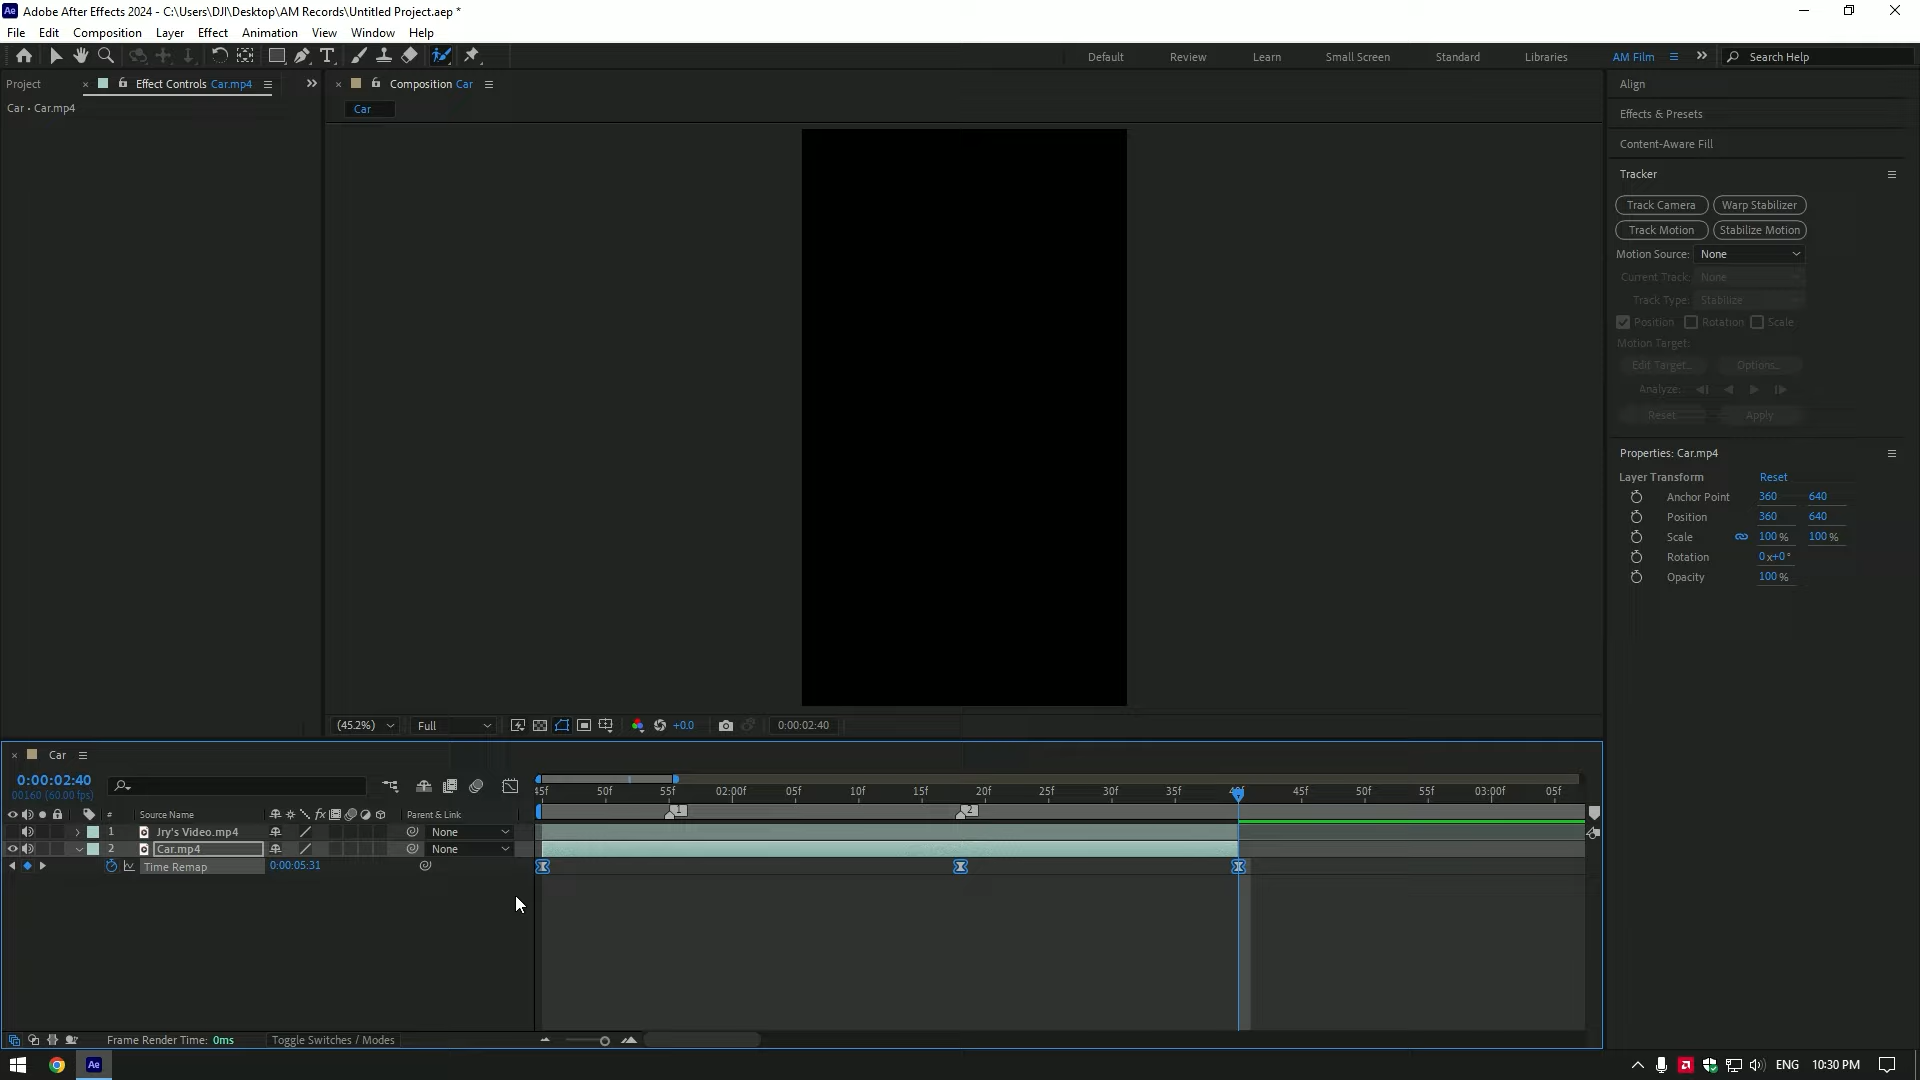 Adobe After Effects 2024 - C:\Users\DJI\Desktop\AM Records\Untitled Project.aep *
File Edit Composition Layer Effect Animation View Window Help
Default Review Learn Small Screen Standard Libraries AM Film Search Help
Project Effect Controls Car.mp4 Composition Car Align
Car • Car.mp4
Car
Effects & Presets
Content-Aware Fill
Tracker
Track Camera Warp Stabilizer
Track Motion Stabilize Motion
Motion Source: None
Current Track: None
Track Type: Stabilize
Position Rotation Scale
Motion Target:
Edit Target... Options...
Analyze:
Reset Apply
Properties: Car.mp4
Layer Transform Reset
Anchor Point 360 640
Position 360 640
Scale 100 % 100 %
Rotation 0 x+0 °
Opacity 100 %
(45.2%) Full +0.0 0:00:02:40
Car
0:00:02:40
00160 (60.00 fps)
45f 50f 55f 02:00f 05f 10f 15f 20f 25f 30f 35f 40f 45f 50f 55f 03:00f 05f
1 2
# Source Name fx Parent & Link
1 Jry's Video.mp4 None
2 Car.mp4 None
Time Remap 0:00:05:31
Frame Render Time: 0ms Toggle Switches / Modes
Ae ENG 10:30 PM